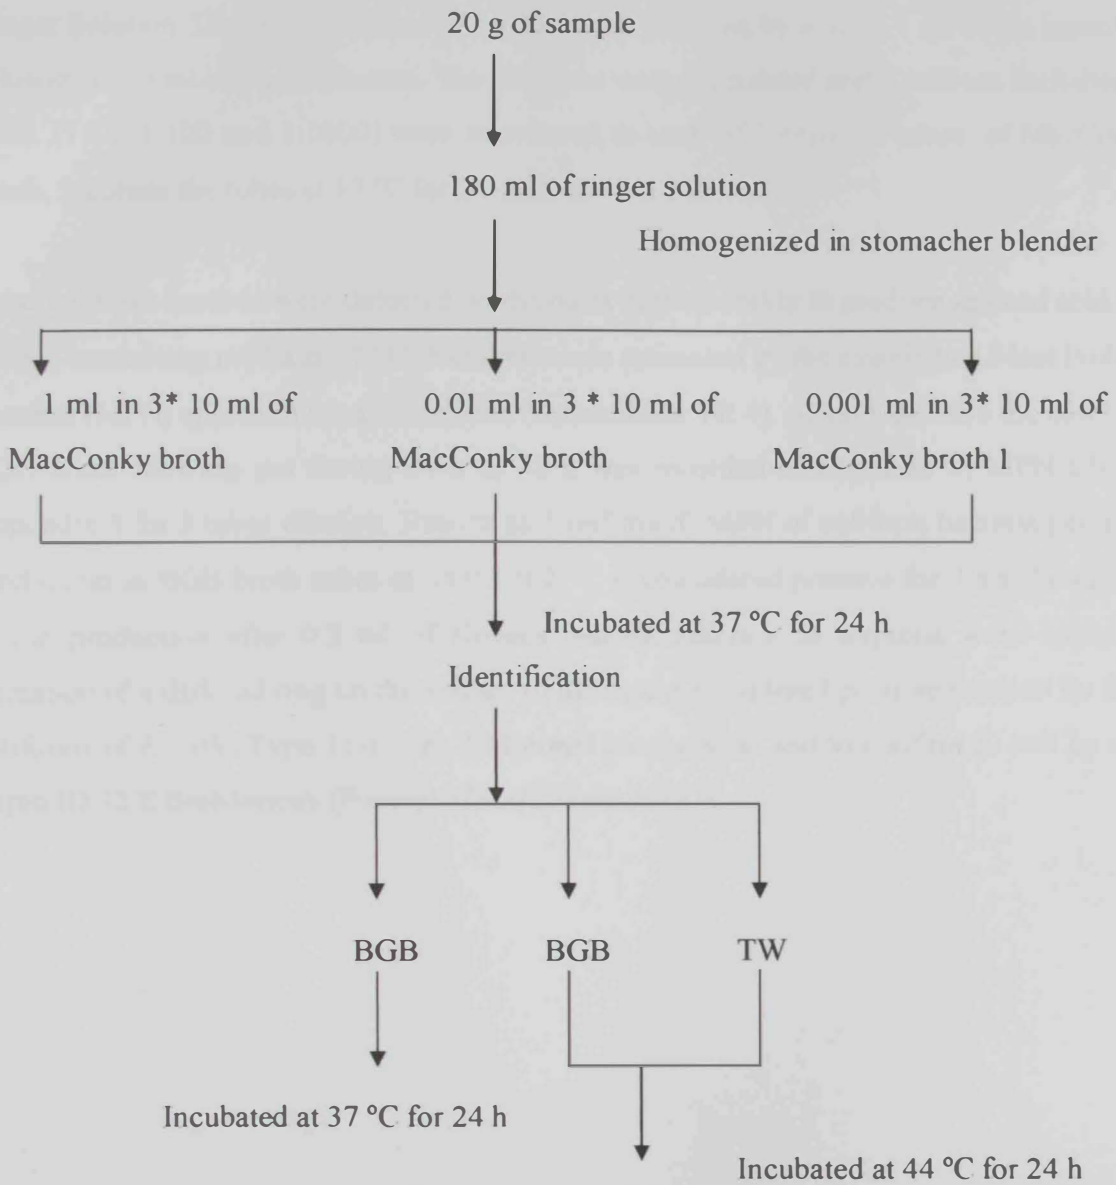 20 g of sample
180 ml of ringer solution
Homogenized in stomacher blender
1 ml in 3* 10 ml of
MacConky broth
0.01 ml in 3* 10 ml of
MacConky broth
0.001 ml in 3* 10 ml of
MacConky broth 1
Incubated at 37 °C for 24 h
Identification
BGB
BGB
TW
Incubated at 37 °C for 24 h
Incubated at 44 °C for 24 h